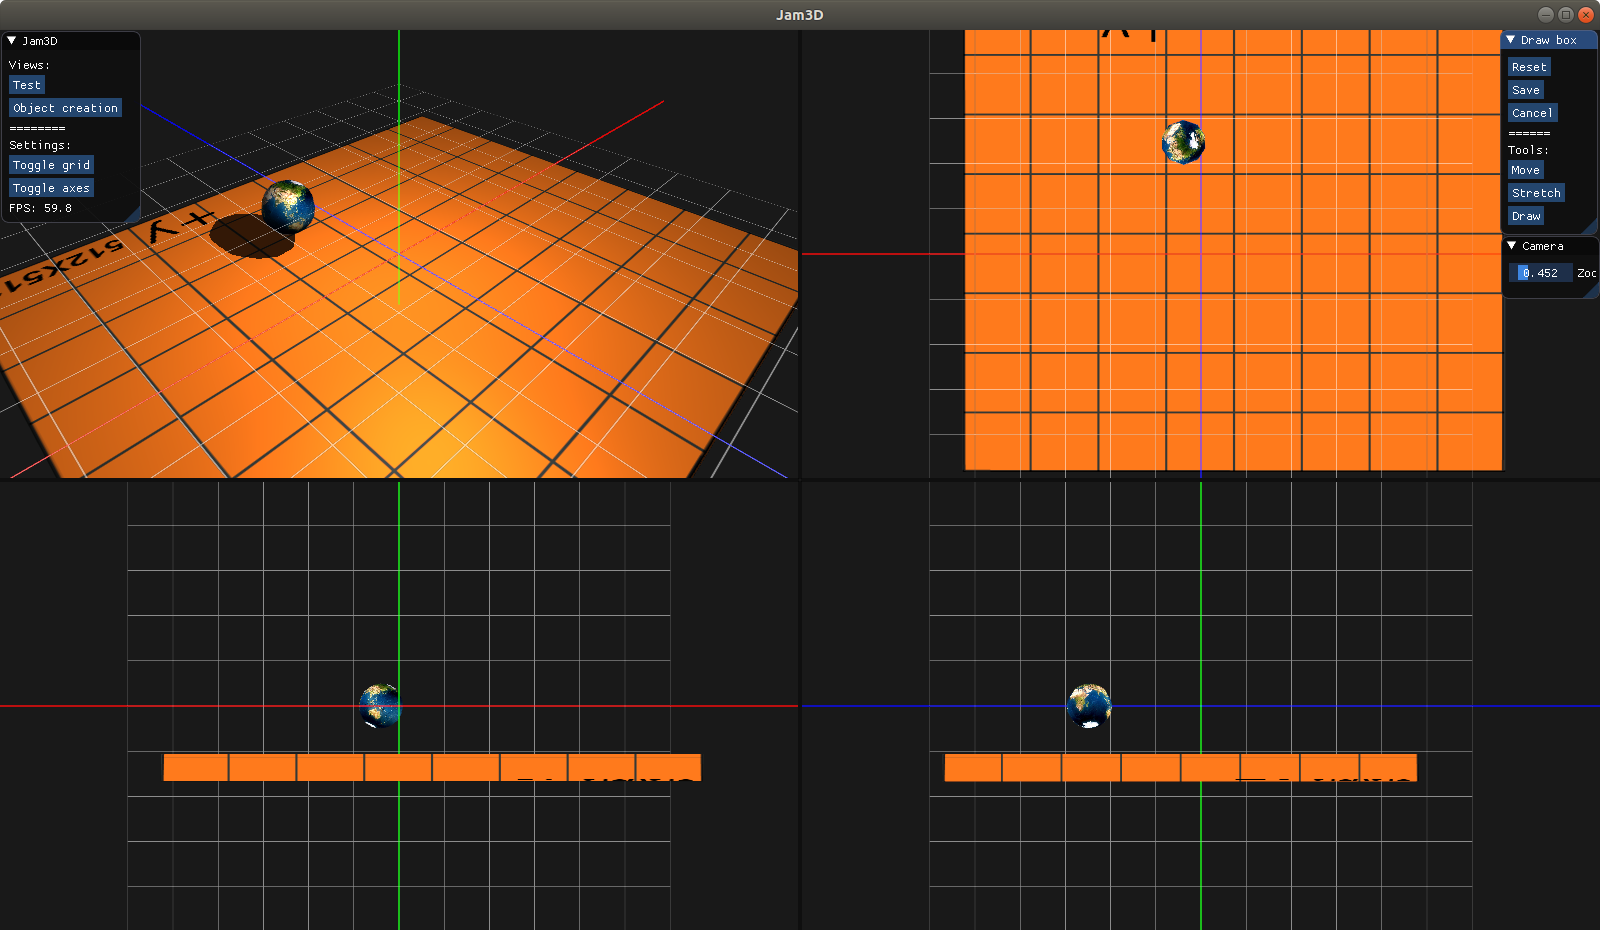 Jam3D
Jam3D
Views:
Test
Object creation
========
Settings:
Toggle grid
Toggle axes
FPS: 59.8
+Y
512x51
Draw box
Reset
Save
Cancel
======
Tools:
Move
Stretch
Draw
Camera
0.452 Zoo